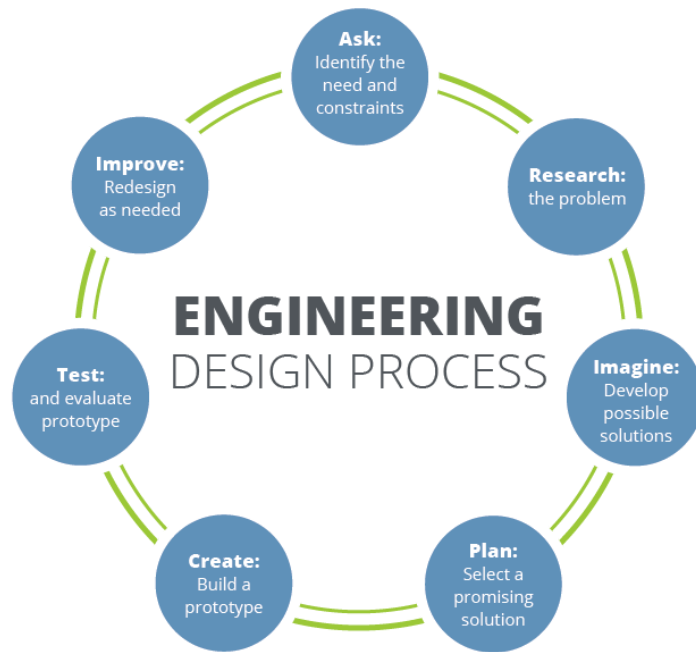 Ask:
Identify the
need and
constraints
Research:
the problem
Imagine:
Develop
possible
solutions
Plan:
Select a
promising
solution
Create:
Build a
prototype
Test:
and evaluate
prototype
Improve:
Redesign
as needed
ENGINEERING
DESIGN PROCESS